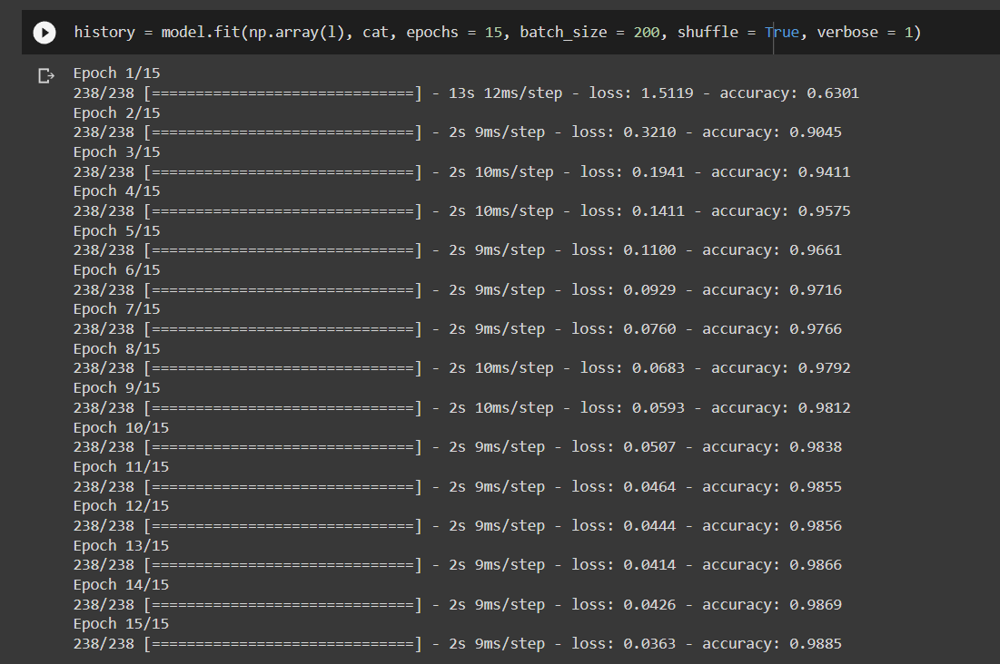 history = model.fit(np.array(l), cat, epochs = 15, batch_size = 200, shuffle = True, verbose = 1)
Epoch 1/15
238/238 [==============================] - 13s 12ms/step - loss: 1.5119 - accuracy: 0.6301
Epoch 2/15
238/238 [==============================] - 2s 9ms/step - loss: 0.3210 - accuracy: 0.9045
Epoch 3/15
238/238 [==============================] - 2s 10ms/step - loss: 0.1941 - accuracy: 0.9411
Epoch 4/15
238/238 [==============================] - 2s 10ms/step - loss: 0.1411 - accuracy: 0.9575
Epoch 5/15
238/238 [==============================] - 2s 9ms/step - loss: 0.1100 - accuracy: 0.9661
Epoch 6/15
238/238 [==============================] - 2s 9ms/step - loss: 0.0929 - accuracy: 0.9716
Epoch 7/15
238/238 [==============================] - 2s 9ms/step - loss: 0.0760 - accuracy: 0.9766
Epoch 8/15
238/238 [==============================] - 2s 10ms/step - loss: 0.0683 - accuracy: 0.9792
Epoch 9/15
238/238 [==============================] - 2s 10ms/step - loss: 0.0593 - accuracy: 0.9812
Epoch 10/15
238/238 [==============================] - 2s 9ms/step - loss: 0.0507 - accuracy: 0.9838
Epoch 11/15
238/238 [==============================] - 2s 9ms/step - loss: 0.0464 - accuracy: 0.9855
Epoch 12/15
238/238 [==============================] - 2s 9ms/step - loss: 0.0444 - accuracy: 0.9856
Epoch 13/15
238/238 [==============================] - 2s 9ms/step - loss: 0.0414 - accuracy: 0.9866
Epoch 14/15
238/238 [==============================] - 2s 9ms/step - loss: 0.0426 - accuracy: 0.9869
Epoch 15/15
238/238 [==============================] - 2s 9ms/step - loss: 0.0363 - accuracy: 0.9885